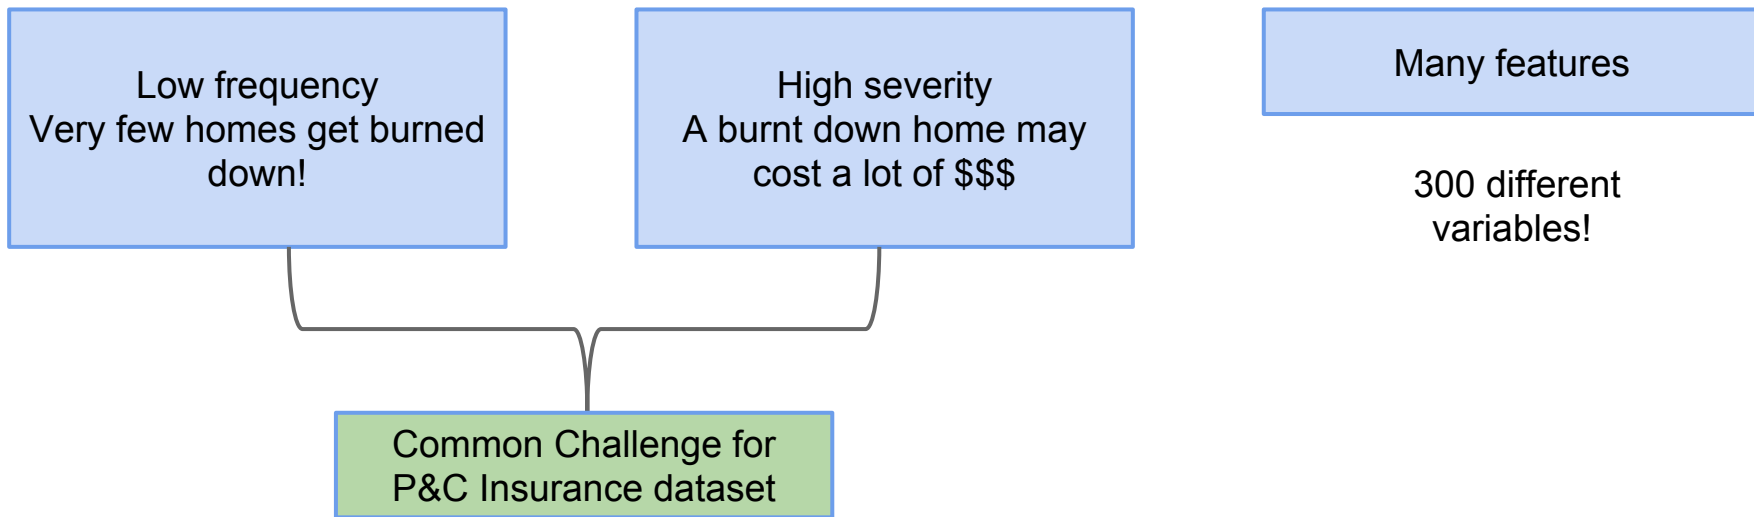 Low frequency
Very few homes get burned
down!
High severity
A burnt down home may
cost a lot of $$$
Many features
300 different
variables!
Common Challenge for
P&C Insurance dataset